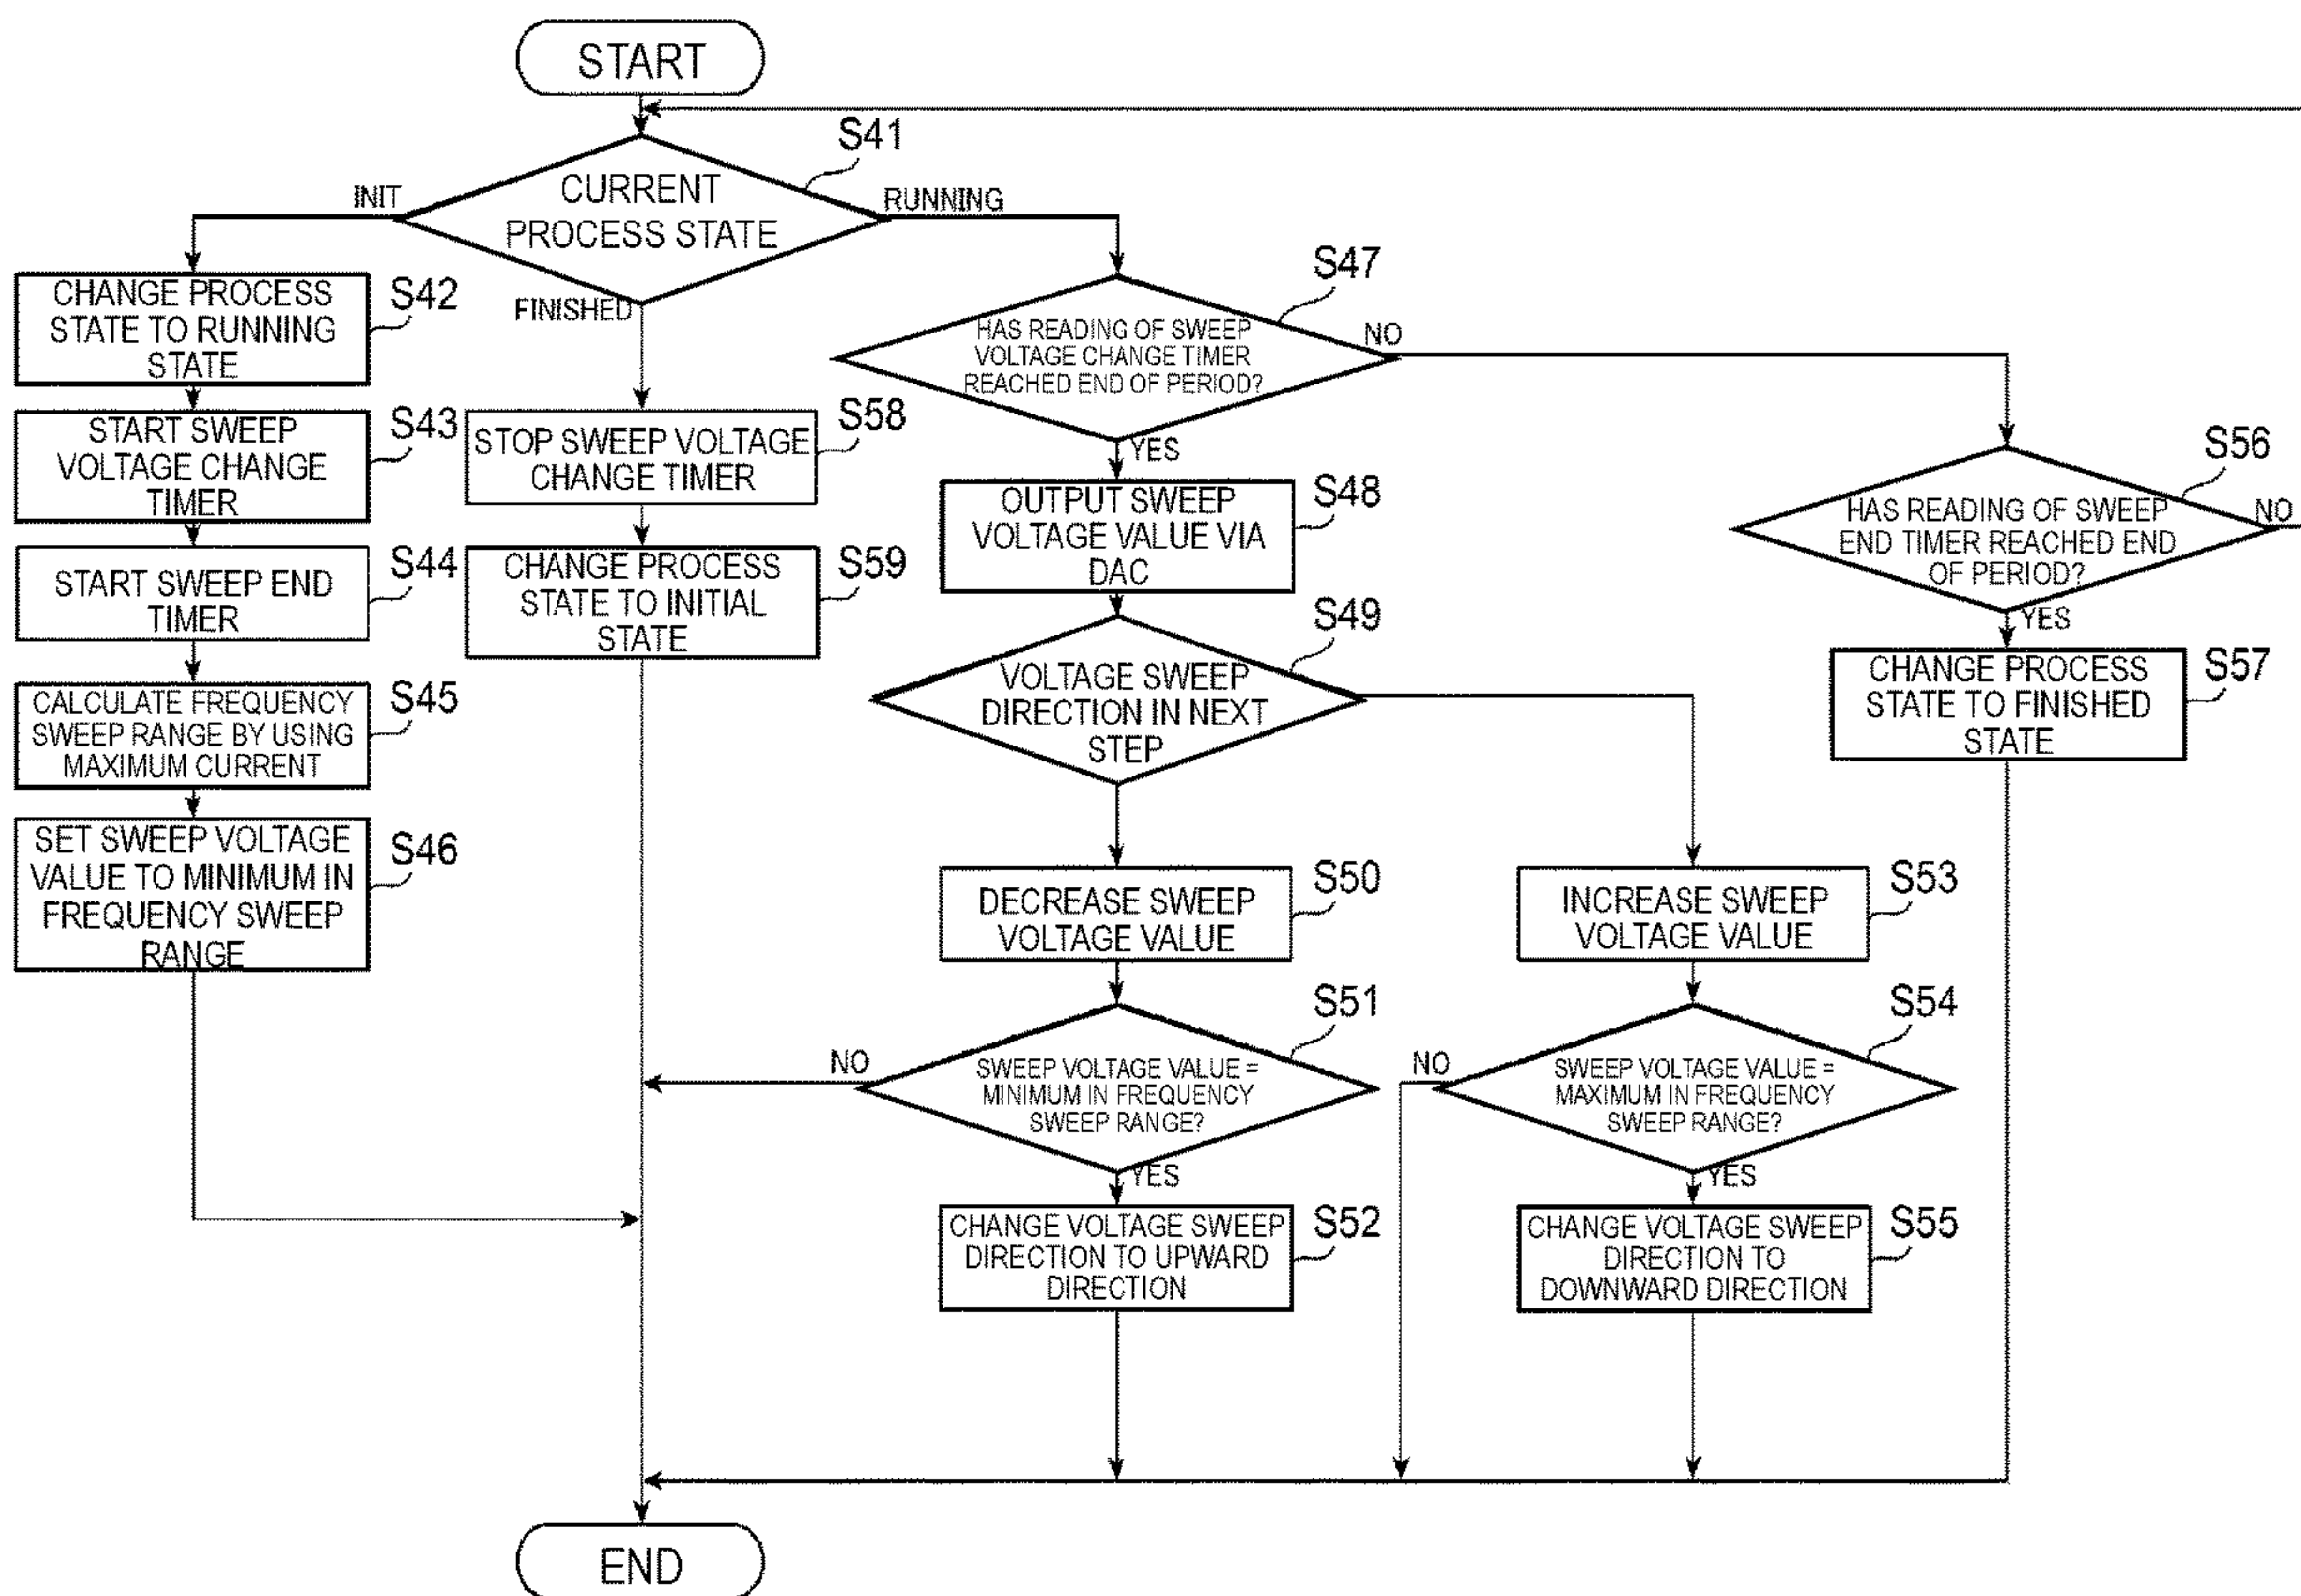 START
S41
CURRENT
PROCESS STATE
INIT
RUNNING
FINISHED
CHANGE PROCESS
STATE TO RUNNING
STATE
S42
START SWEEP
VOLTAGE CHANGE
TIMER
S43
START SWEEP END
TIMER
S44
CALCULATE FREQUENCY
SWEEP RANGE BY USING
MAXIMUM CURRENT
S45
SET SWEEP VOLTAGE
VALUE TO MINIMUM IN
FREQUENCY SWEEP
RANGE
S46
STOP SWEEP VOLTAGE
CHANGE TIMER
S58
CHANGE PROCESS
STATE TO INITIAL
STATE
S59
S47
HAS READING OF SWEEP
VOLTAGE CHANGE TIMER
REACHED END OF PERIOD?
NO
YES
OUTPUT SWEEP
VOLTAGE VALUE VIA
DAC
S48
S49
VOLTAGE SWEEP
DIRECTION IN NEXT
STEP
DECREASE SWEEP
VOLTAGE VALUE
S50
S51
SWEEP VOLTAGE VALUE =
MINIMUM IN FREQUENCY
SWEEP RANGE?
NO
YES
CHANGE VOLTAGE SWEEP
DIRECTION TO UPWARD
DIRECTION
S52
INCREASE SWEEP
VOLTAGE VALUE
S53
S54
SWEEP VOLTAGE VALUE =
MAXIMUM IN FREQUENCY
SWEEP RANGE?
NO
YES
CHANGE VOLTAGE SWEEP
DIRECTION TO
DOWNWARD DIRECTION
S55
S56
HAS READING OF SWEEP
END TIMER REACHED END
OF PERIOD?
NO
YES
CHANGE PROCESS
STATE TO FINISHED
STATE
S57
END